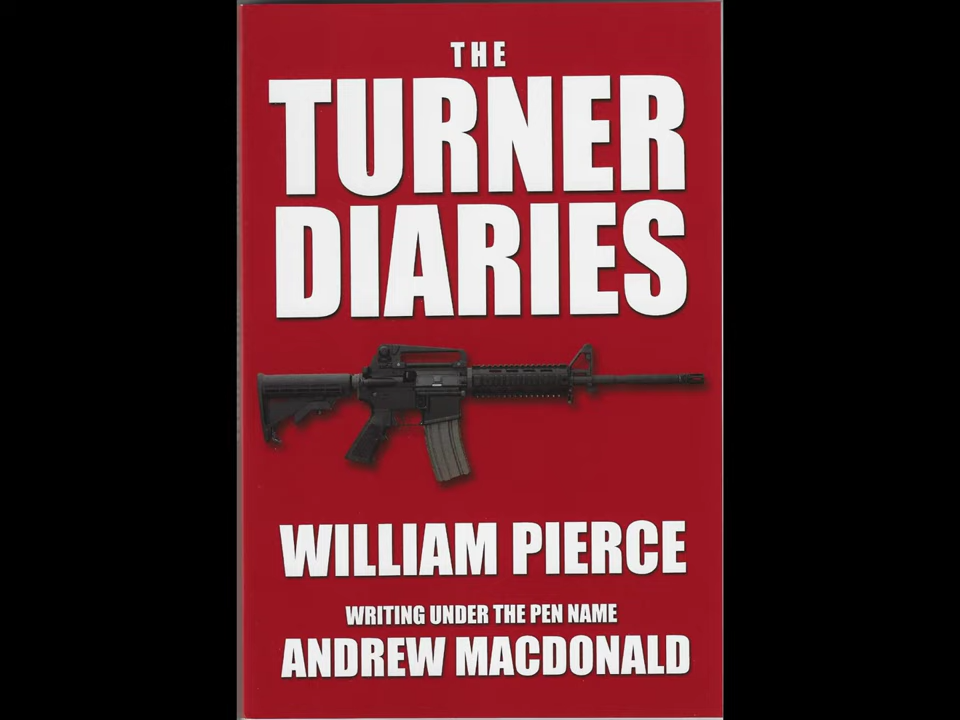 THE
TURNER
DIARIES
WILLIAM PIERCE
WRITING UNDER THE PEN NAME
ANDREW MACDONALD